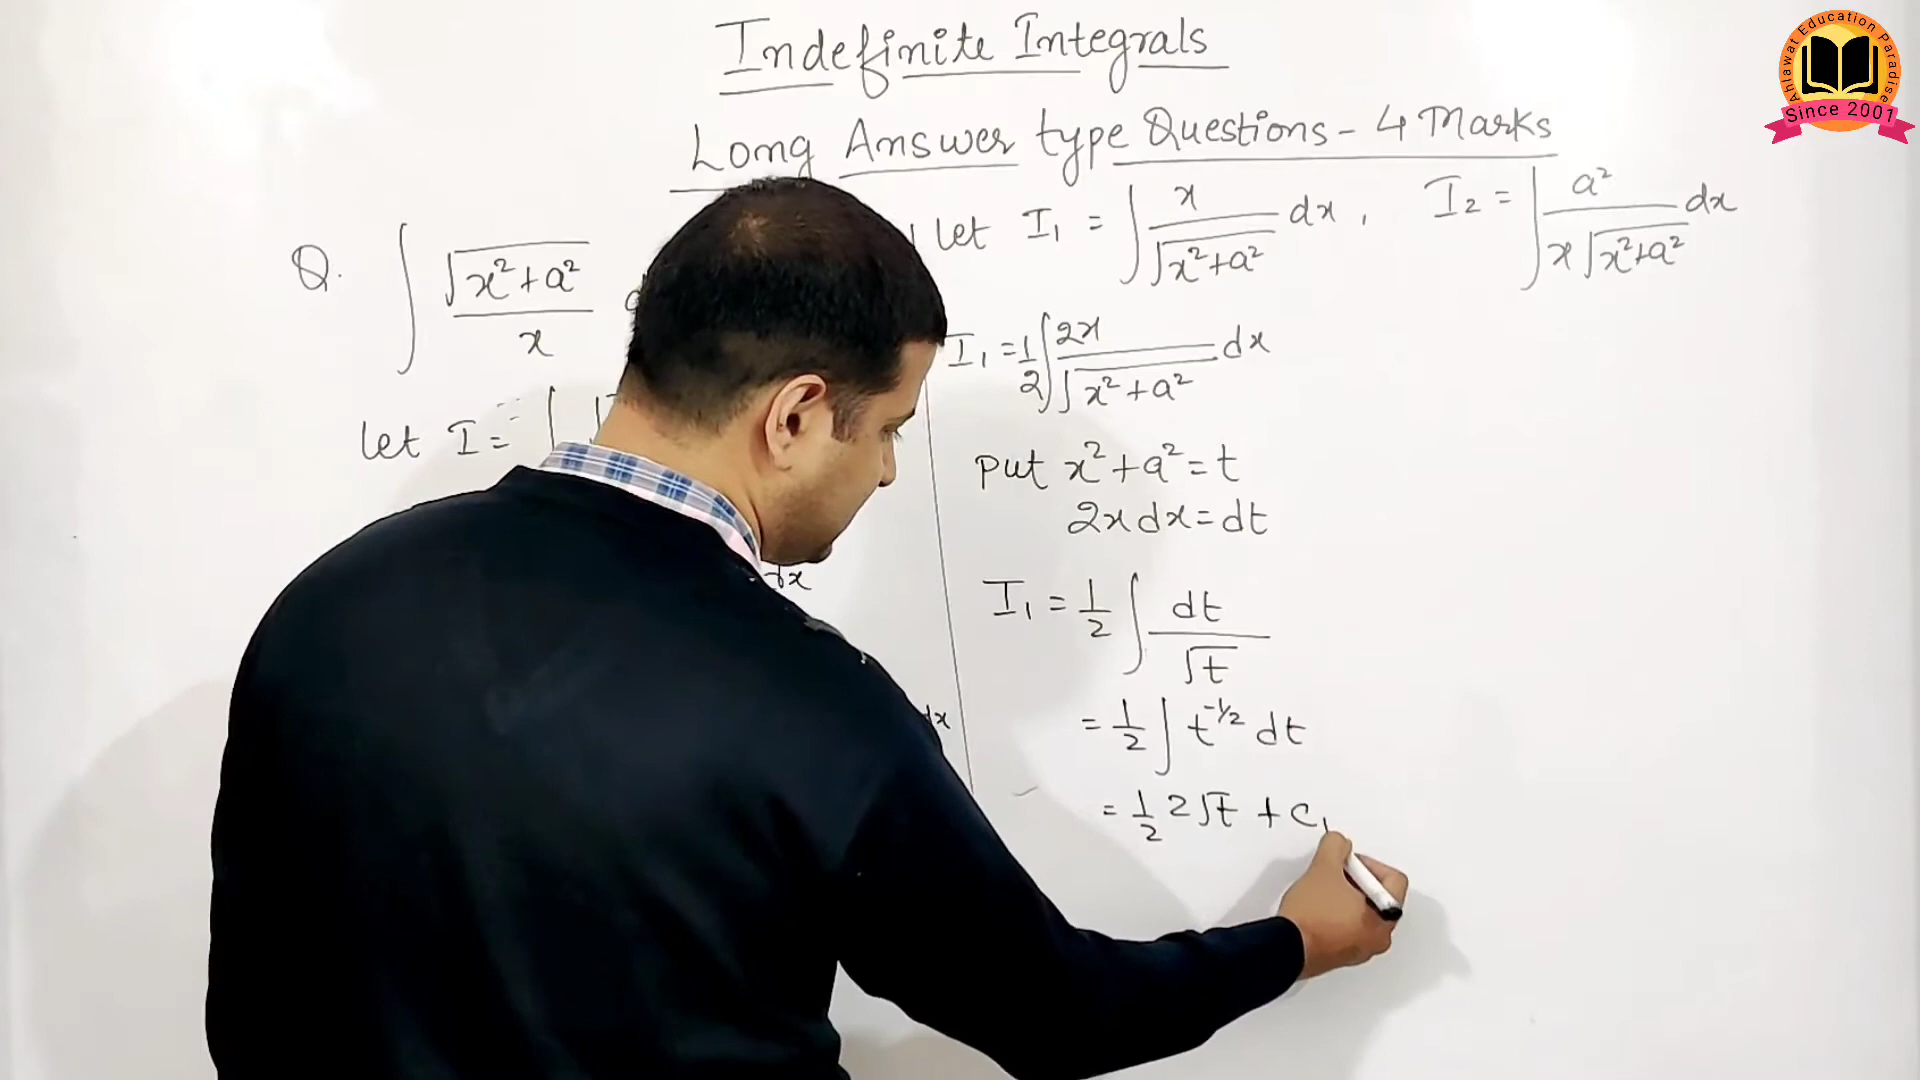 Indefinite Integrals
Long Answer type Questions - 4 Marks
Q. ∫ √(x²+a²) / x
let I = ∫ √
dx
dx
let I₁ = ∫ x / √(x²+a²) dx , I₂ = ∫ a² / x√(x²+a²) dx
I₁ = 1/2 ∫ 2x / √(x²+a²) dx
put x²+a² = t
2x dx = dt
I₁ = 1/2 ∫ dt / √t
= 1/2 ∫ t^(-1/2) dt
= 1/2 2√t + C₁
Ahlawat Education Paradise
Since 2001